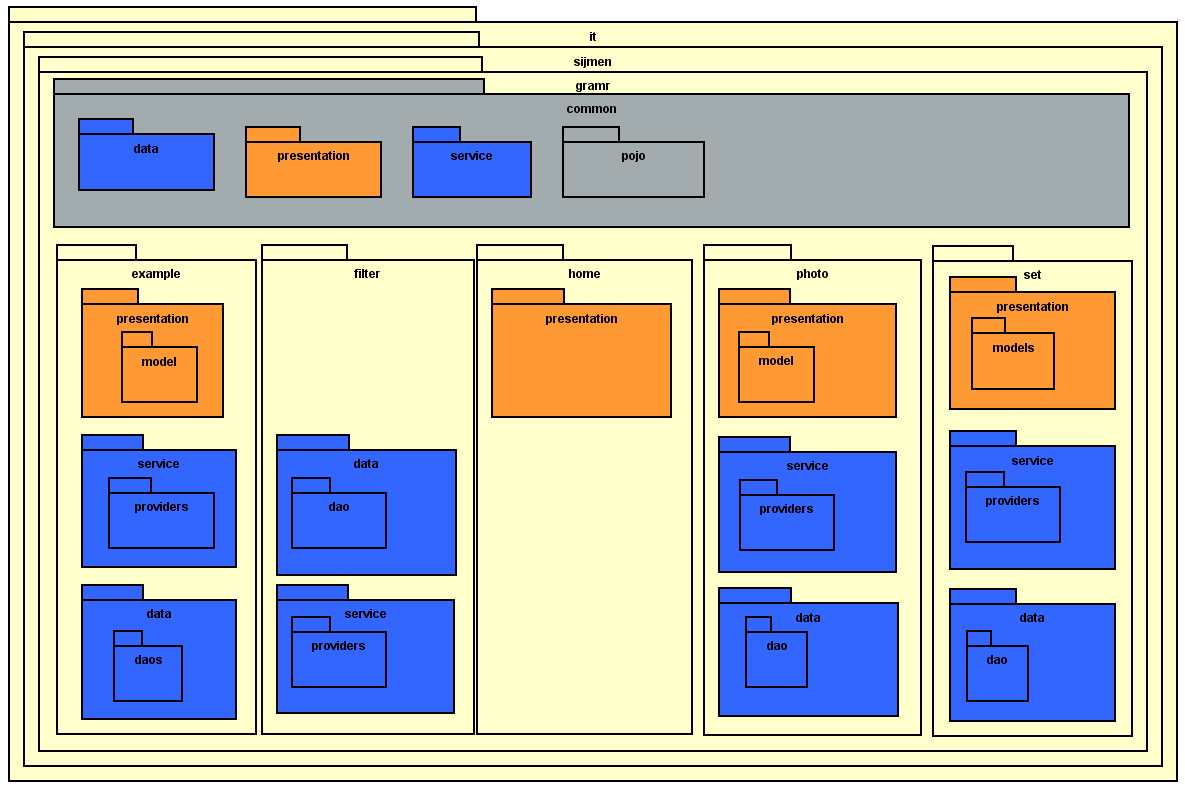 it
sijmen
gramr
common
data
presentation
service
pojo
example
presentation
model
service
providers
data
daos
filter
data
dao
service
providers
home
presentation
photo
presentation
model
service
providers
data
dao
set
presentation
models
service
providers
data
dao